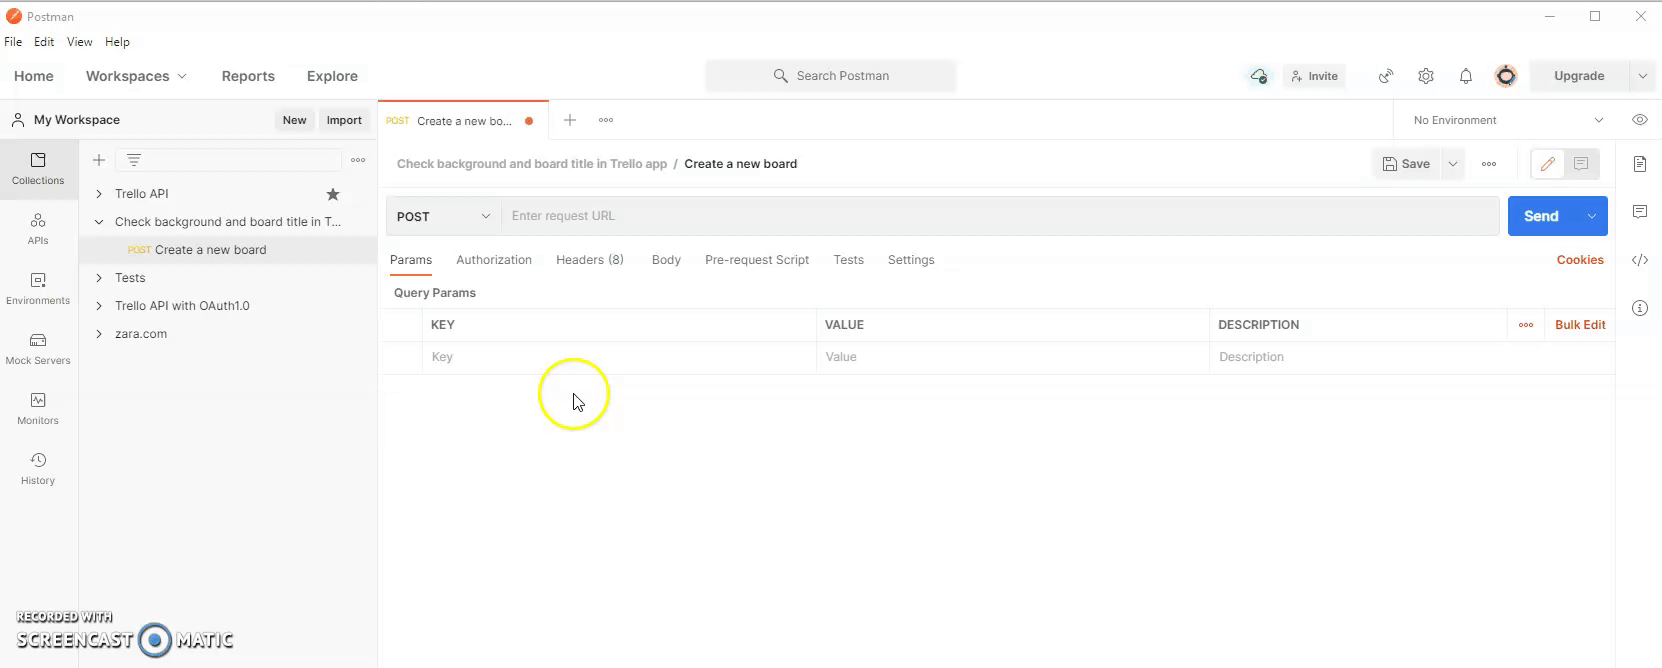 Postman
File Edit View Help
Home Workspaces Reports Explore Search Postman Invite Upgrade
My Workspace New Import POST Create a new bo... No Environment
Check background and board title in Trello app / Create a new board Save
Collections
Trello API
Check background and board title in T...
POST Create a new board
Tests
Trello API with OAuth1.0
zara.com
APIs
Environments
Mock Servers
Monitors
History
POST Enter request URL Send
Params Authorization Headers (8) Body Pre-request Script Tests Settings Cookies
Query Params
KEY VALUE DESCRIPTION Bulk Edit
Key Value Description
RECORDED WITH
SCREENCAST MATIC